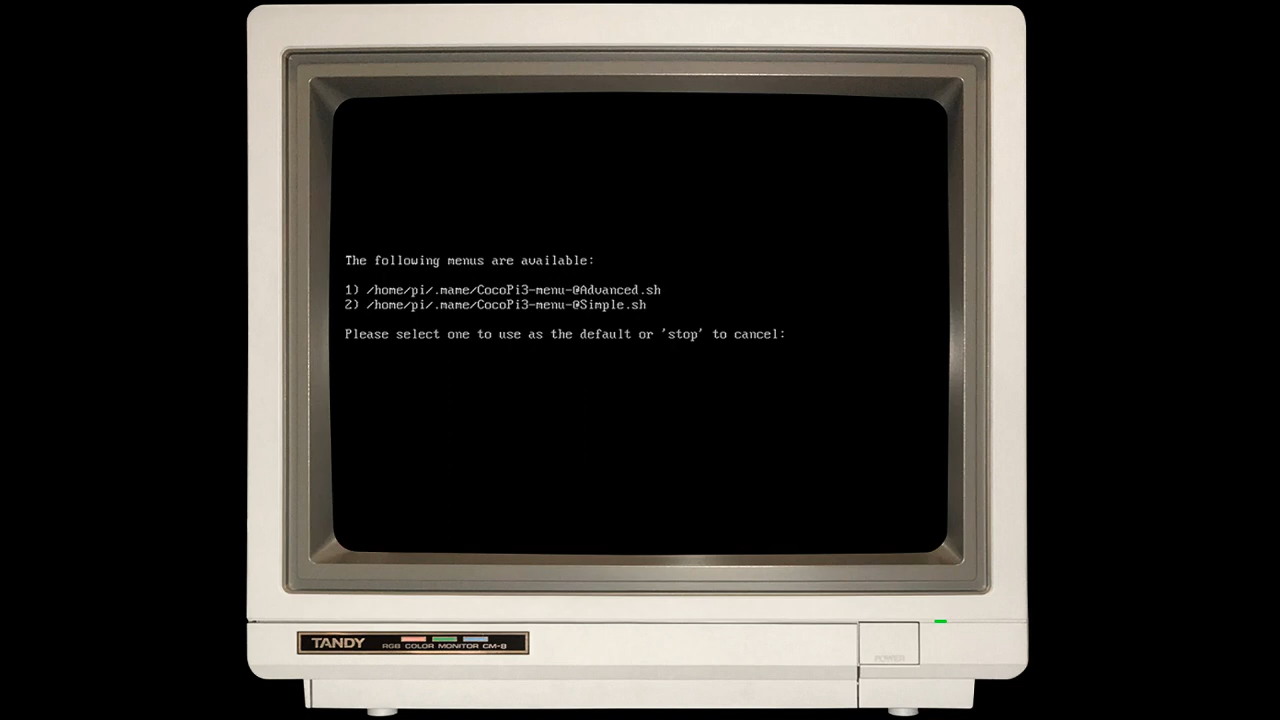 The following menus are available:
1) /home/pi/.mame/CocoPi3-menu-@Advanced.sh
2) /home/pi/.mame/CocoPi3-menu-@Simple.sh
Please select one to use as the default or 'stop' to cancel:
TANDY RGB COLOR MONITOR CM-8
POWER